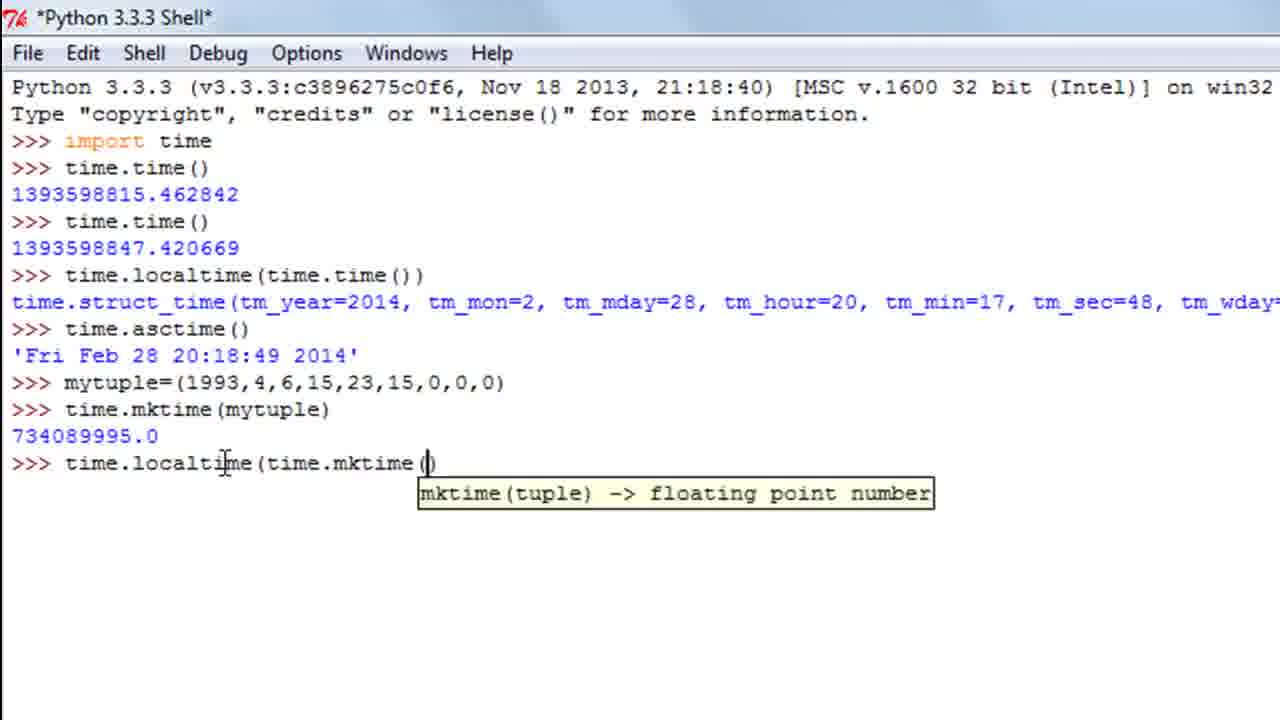 *Python 3.3.3 Shell*
File Edit Shell Debug Options Windows Help
Python 3.3.3 (v3.3.3:c3896275c0f6, Nov 18 2013, 21:18:40) [MSC v.1600 32 bit (Intel)] on win32
Type "copyright", "credits" or "license()" for more information.
>>> import time
>>> time.time()
1393598815.462842
>>> time.time()
1393598847.420669
>>> time.localtime(time.time())
time.struct_time(tm_year=2014, tm_mon=2, tm_mday=28, tm_hour=20, tm_min=17, tm_sec=48, tm_wday=
>>> time.asctime()
'Fri Feb 28 20:18:49 2014'
>>> mytuple=(1993,4,6,15,23,15,0,0,0)
>>> time.mktime(mytuple)
734089995.0
>>> time.localtime(time.mktime()
mktime(tuple) -> floating point number